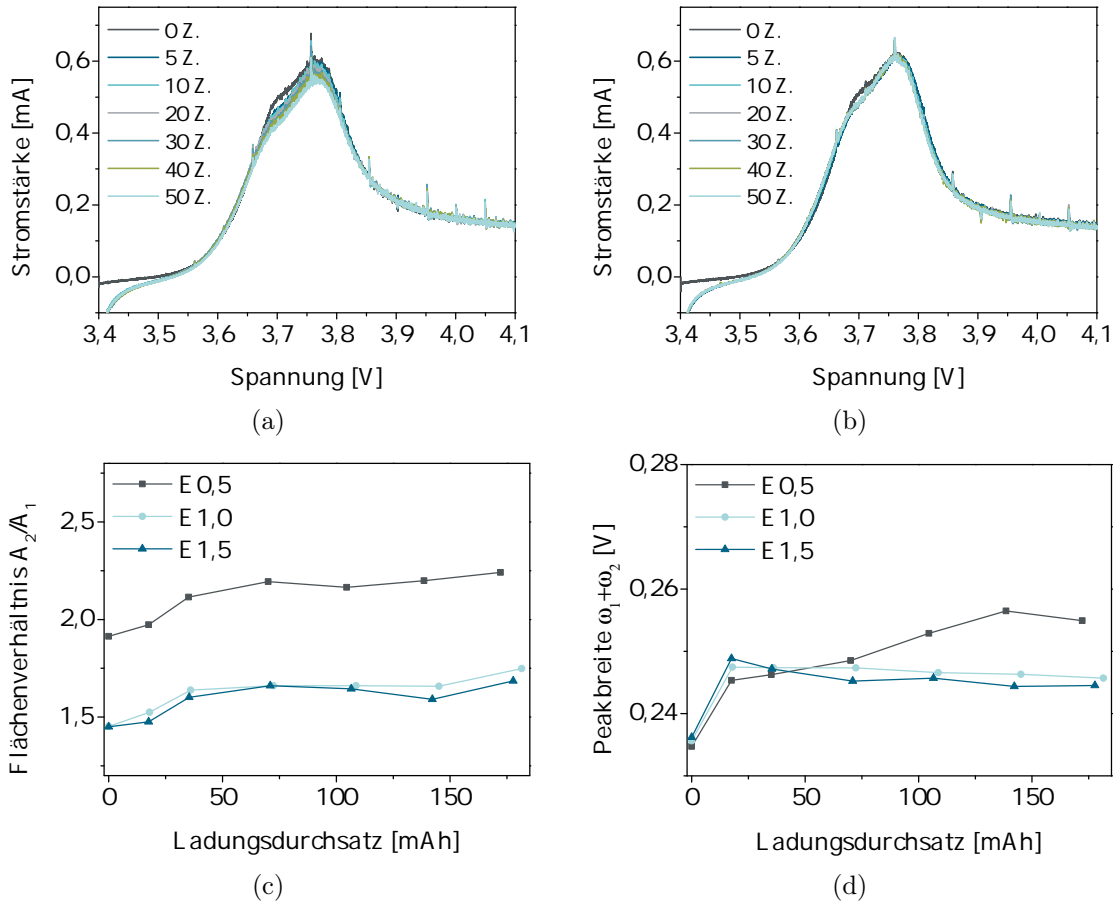 0 Z.
5 Z.
10 Z.
20 Z.
30 Z.
40 Z.
50 Z.
0,6
0,4
0,2
0,0
Stromstärke [mA]
3,4 3,5 3,6 3,7 3,8 3,9 4,0 4,1
Spannung [V]
(a)
0 Z.
5 Z.
10 Z.
20 Z.
30 Z.
40 Z.
50 Z.
0,6
0,4
0,2
0,0
Stromstärke [mA]
3,4 3,5 3,6 3,7 3,8 3,9 4,0 4,1
Spannung [V]
(b)
E 0,5
E 1,0
E 1,5
2,5
2,0
1,5
Flächenverhältnis A₂/A₁
0 50 100 150
Ladungsdurchsatz [mAh]
(c)
E 0,5
E 1,0
E 1,5
0,28
0,26
0,24
Peakbreite ω₁+ω₂ [V]
0 50 100 150
Ladungsdurchsatz [mAh]
(d)